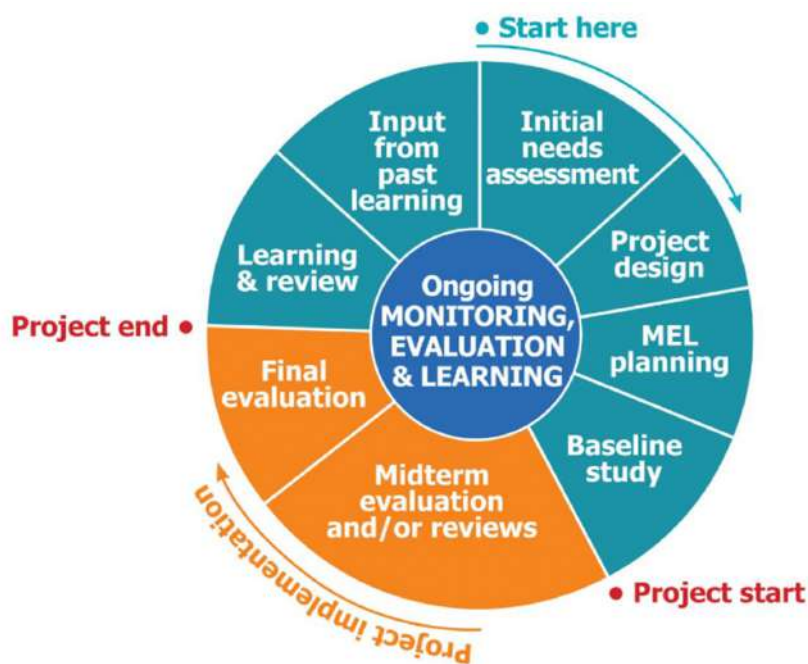 • Start here
Initial
needs
assessment
Project
design
MEL
planning
Baseline
study
• Project start
Midterm
evaluation
and/or reviews
Project implementation
Final
evaluation
Project end •
Learning
& review
Input
from
past
learning
Ongoing
MONITORING,
EVALUATION
& LEARNING